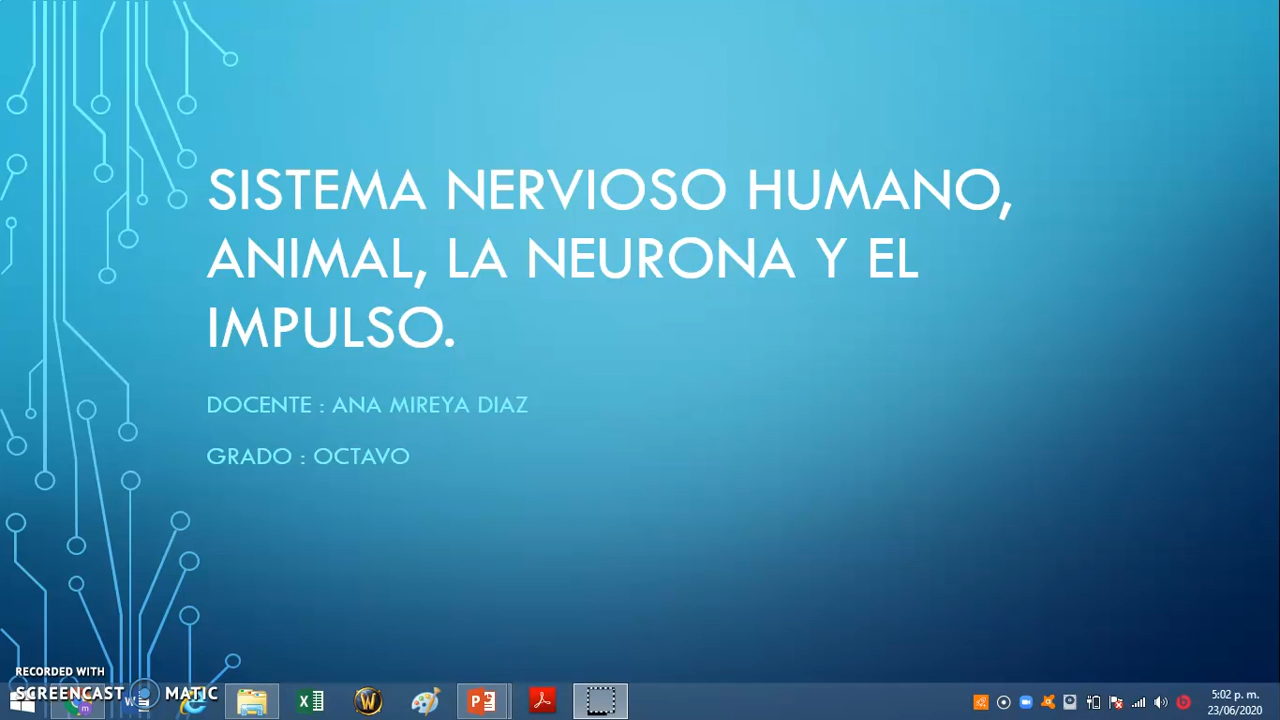 SISTEMA NERVIOSO HUMANO,
ANIMAL, LA NEURONA Y EL
IMPULSO.
DOCENTE : ANA MIREYA DIAZ
GRADO : OCTAVO
RECORDED WITH
SCREENCAST MATIC
5:02 p. m.
23/06/2020